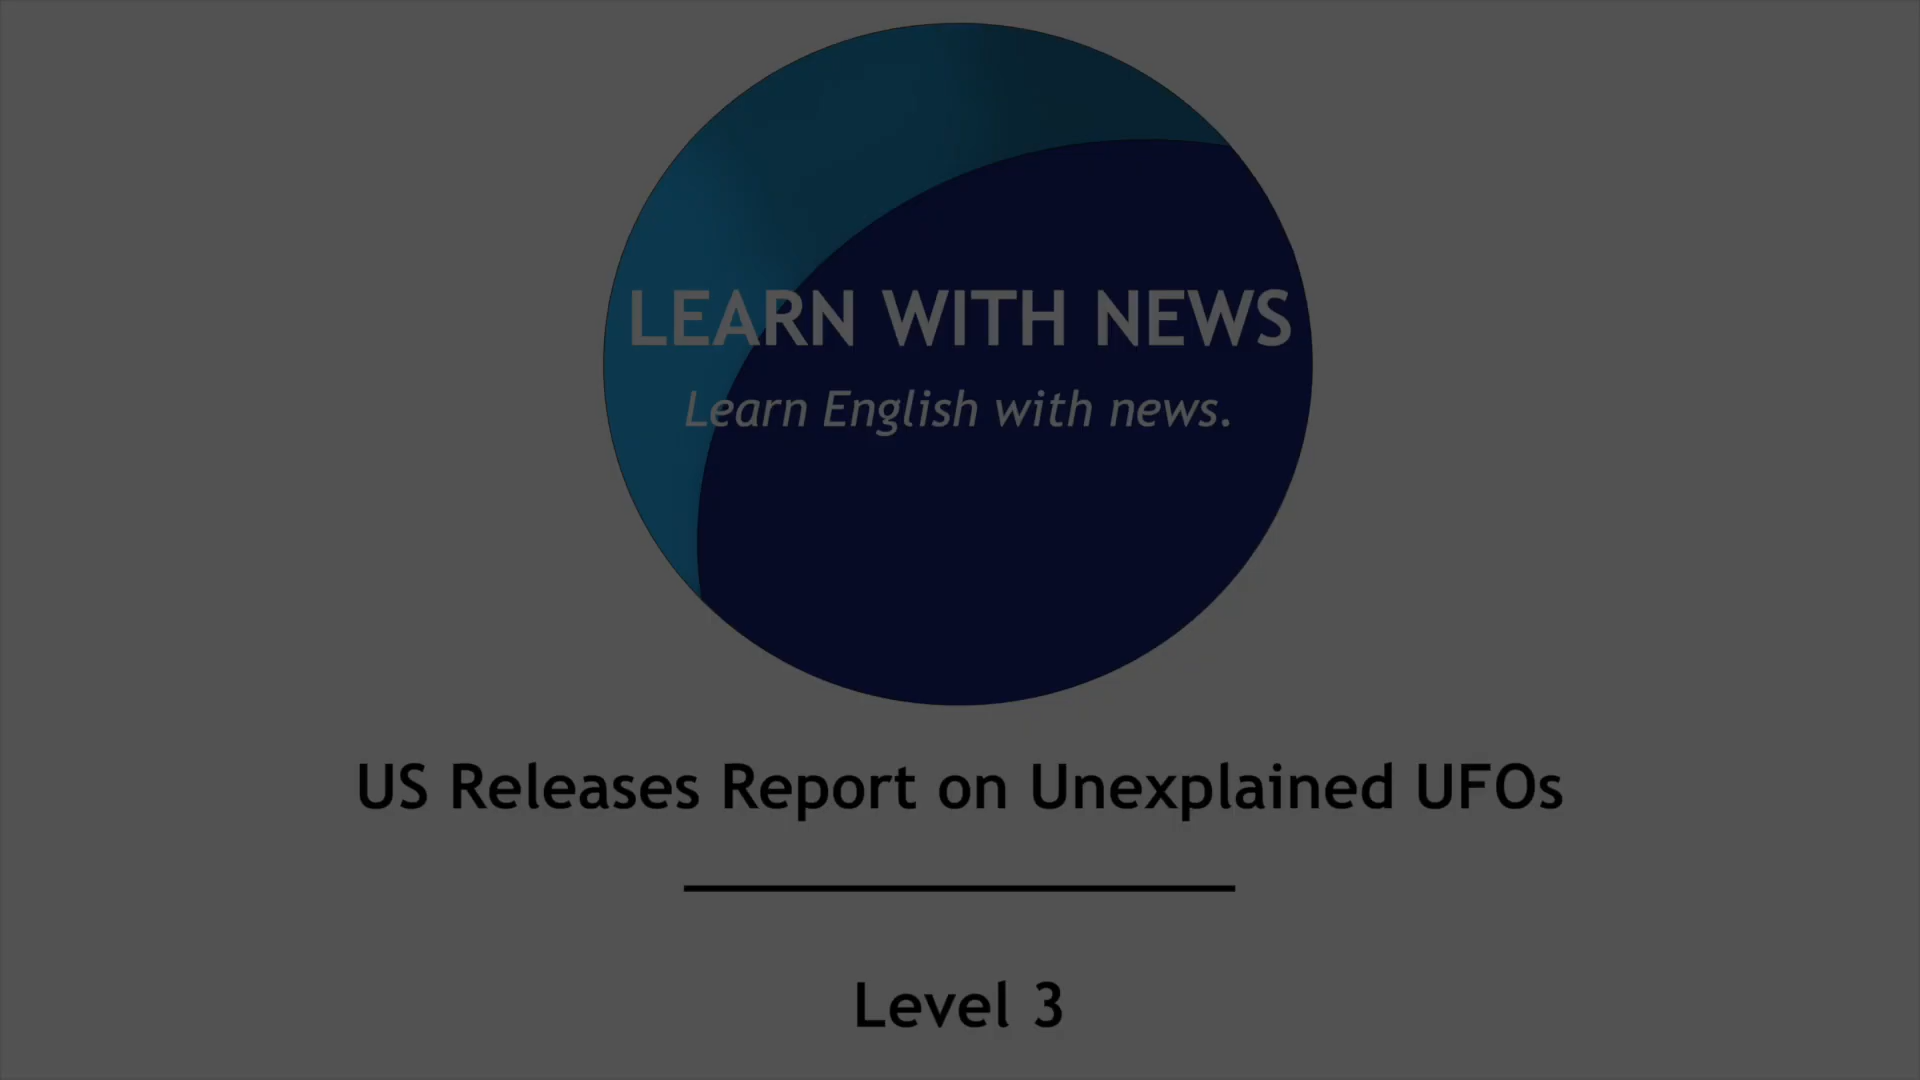 LEARN WITH NEWS
Learn English with news.
US Releases Report on Unexplained UFOs
Level 3